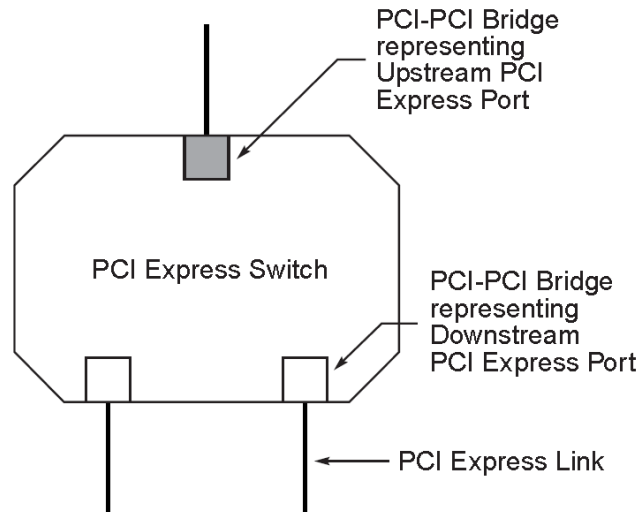 PCI-PCI Bridge
representing
Upstream PCI
Express Port
PCI Express Switch
PCI-PCI Bridge
representing
Downstream
PCI Express Port
PCI Express Link